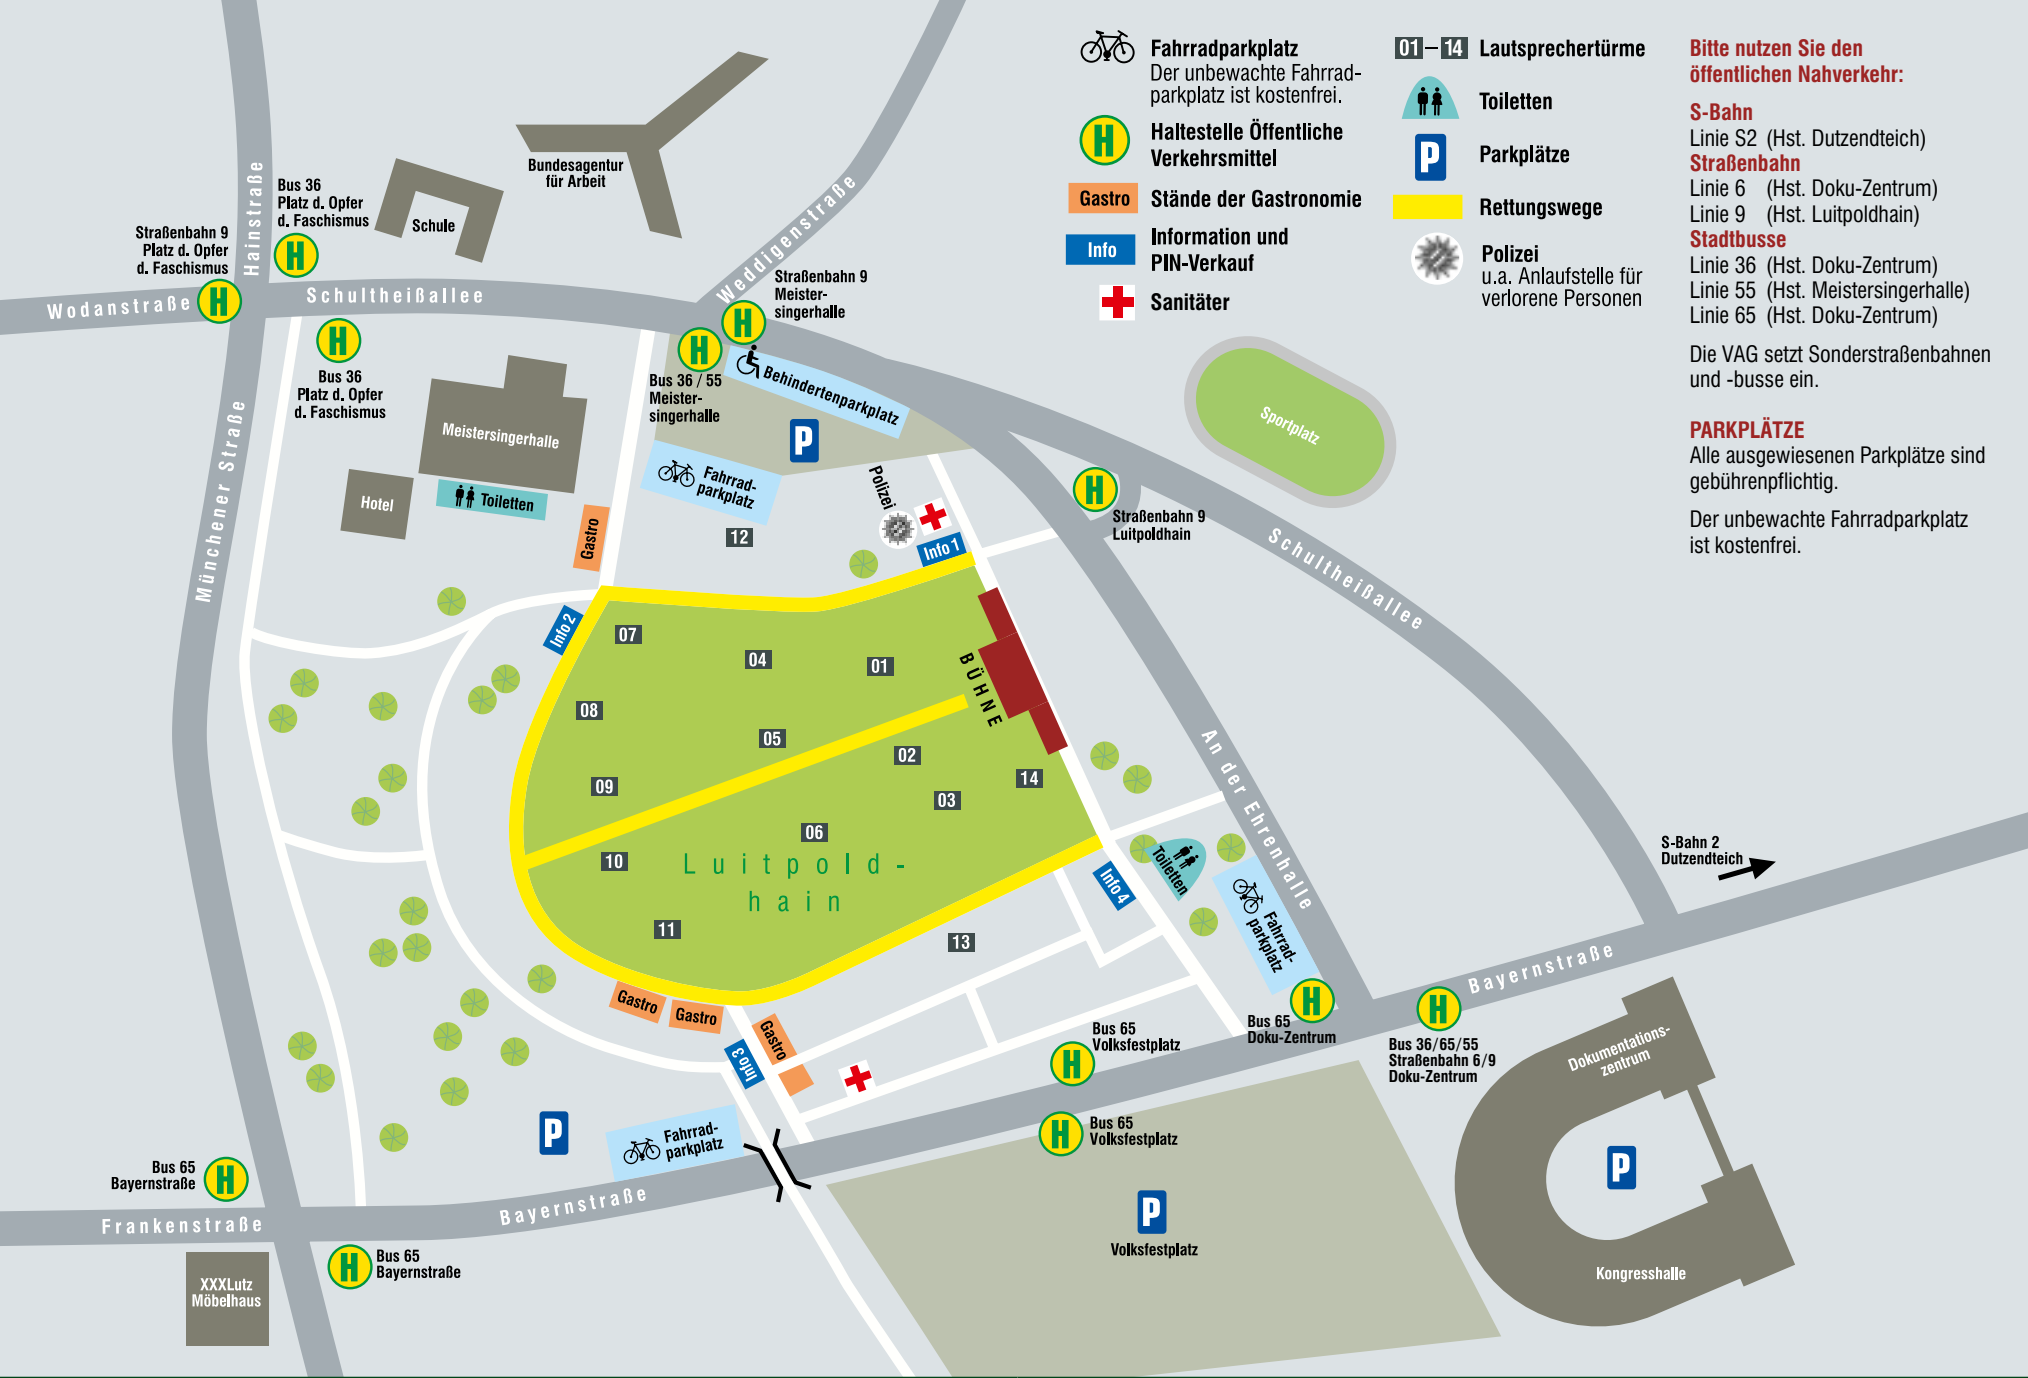 Fahrradparkplatz
Der unbewachte Fahrrad-
parkplatz ist kostenfrei.
H
Haltestelle Öffentliche
Verkehrsmittel
Gastro
Stände der Gastronomie
Info
Information und
PIN-Verkauf
Sanitäter
01–14 Lautsprechertürme
Toiletten
P
Parkplätze
Rettungswege
Polizei
u.a. Anlaufstelle für
verlorene Personen
Bitte nutzen Sie den
öffentlichen Nahverkehr:
S-Bahn
Linie S2 (Hst. Dutzendteich)
Straßenbahn
Linie 6 (Hst. Doku-Zentrum)
Linie 9 (Hst. Luitpoldhain)
Stadtbusse
Linie 36 (Hst. Doku-Zentrum)
Linie 55 (Hst. Meistersingerhalle)
Linie 65 (Hst. Doku-Zentrum)
Die VAG setzt Sonderstraßenbahnen
und -busse ein.
PARKPLÄTZE
Alle ausgewiesenen Parkplätze sind
gebührenpflichtig.
Der unbewachte Fahrradparkplatz
ist kostenfrei.
Bundesagentur
für Arbeit
Schule
Hainstraße
Bus 36
Platz d. Opfer
d. Faschismus
H
Straßenbahn 9
Platz d. Opfer
d. Faschismus
H
Wodanstraße
Schultheißallee
Weddigenstraße
Straßenbahn 9
Meister-
singerhalle
H
H
Bus 36 / 55
Meister-
singerhalle
Behindertenparkplatz
P
H
Bus 36
Platz d. Opfer
d. Faschismus
Meistersingerhalle
Hotel
Toiletten
Gastro
Münchener Straße
Fahrrad-
parkplatz
12
Polizei
Info 1
H
Straßenbahn 9
Luitpoldhain
Sportplatz
Schultheißallee
Info 2
07
04
01
08
05
02
09
03
14
06
10
11
13
BÜHNE
Luitpold-
hain
An der Ehrenhalle
Toiletten
Info 4
Fahrrad-
parkplatz
H
Bus 65
Doku-Zentrum
S-Bahn 2
Dutzendteich
Bayernstraße
H
Bus 36/65/55
Straßenbahn 6/9
Doku-Zentrum
Dokumentations-
zentrum
P
Kongresshalle
Gastro
Gastro
Gastro
Info 3
Bus 65
Volksfestplatz
H
H
Bus 65
Volksfestplatz
P
Volksfestplatz
P
Fahrrad-
parkplatz
Bayernstraße
Bus 65
Bayernstraße
H
Frankenstraße
H
Bus 65
Bayernstraße
XXXLutz
Möbelhaus